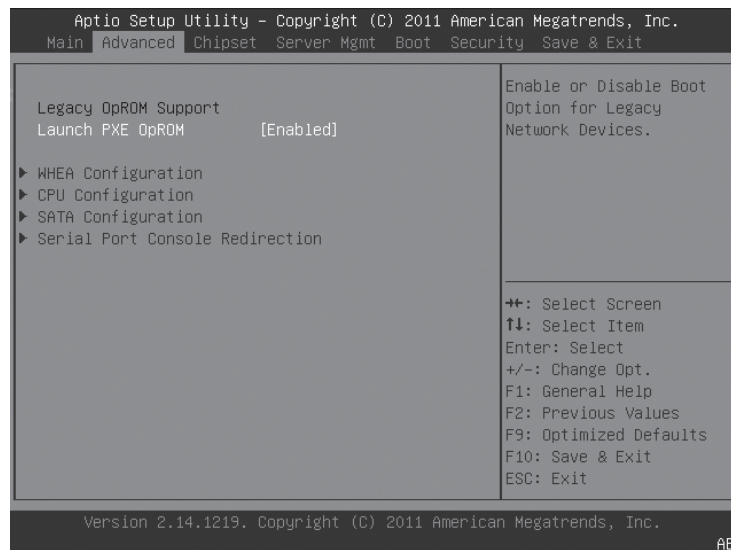 Aptio Setup Utility – Copyright (C) 2011 American Megatrends, Inc.
Main Advanced Chipset Server Mgmt Boot Security Save & Exit
Legacy OpROM Support
Launch PXE OpROM [Enabled]
▶ WHEA Configuration
▶ CPU Configuration
▶ SATA Configuration
▶ Serial Port Console Redirection
Enable or Disable Boot
Option for Legacy
Network Devices.
→←: Select Screen
↑↓: Select Item
Enter: Select
+/-: Change Opt.
F1: General Help
F2: Previous Values
F9: Optimized Defaults
F10: Save & Exit
ESC: Exit
Version 2.14.1219. Copyright (C) 2011 American Megatrends, Inc.
AB